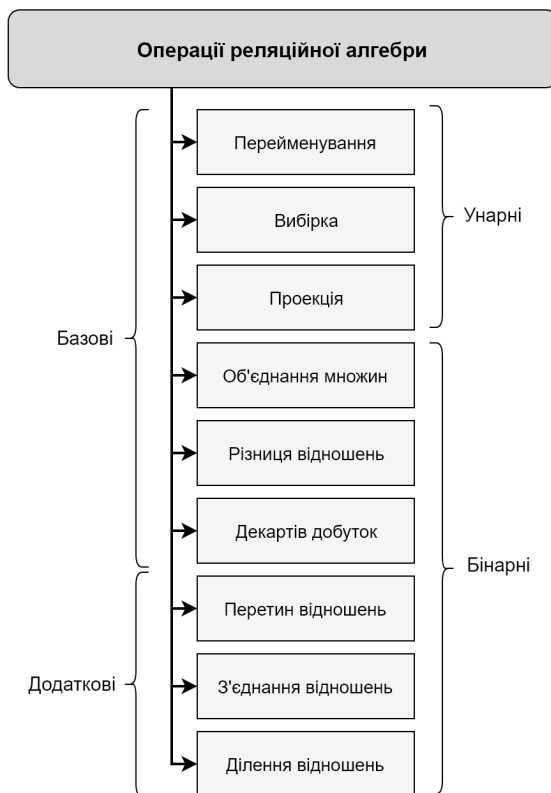 Операції реляційної алгебри
Перейменування
Вибірка
Унарні
Проекція
Базові
Об'єднання множин
Різниця відношень
Декартів добуток
Бінарні
Перетин відношень
Додаткові
З'єднання відношень
Ділення відношень